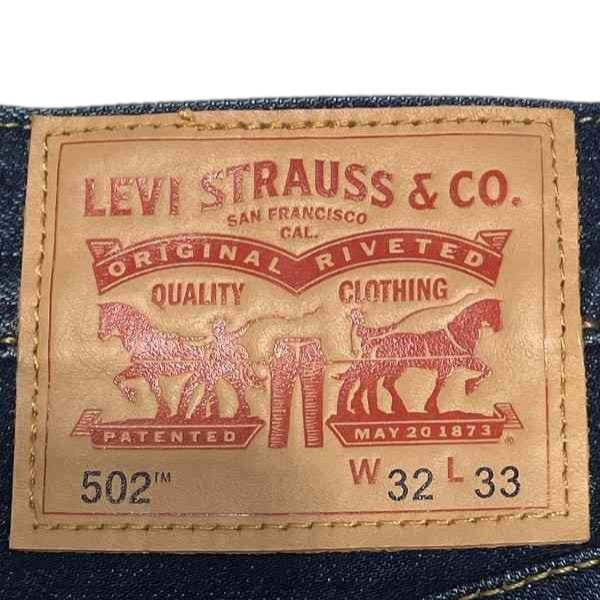 LEVI STRAUSS & CO.
SAN FRANCISCO
CAL.
ORIGINAL RIVETED
QUALITY CLOTHING
PATENTED MAY 20 1873 ®
502™ W 32 L 33